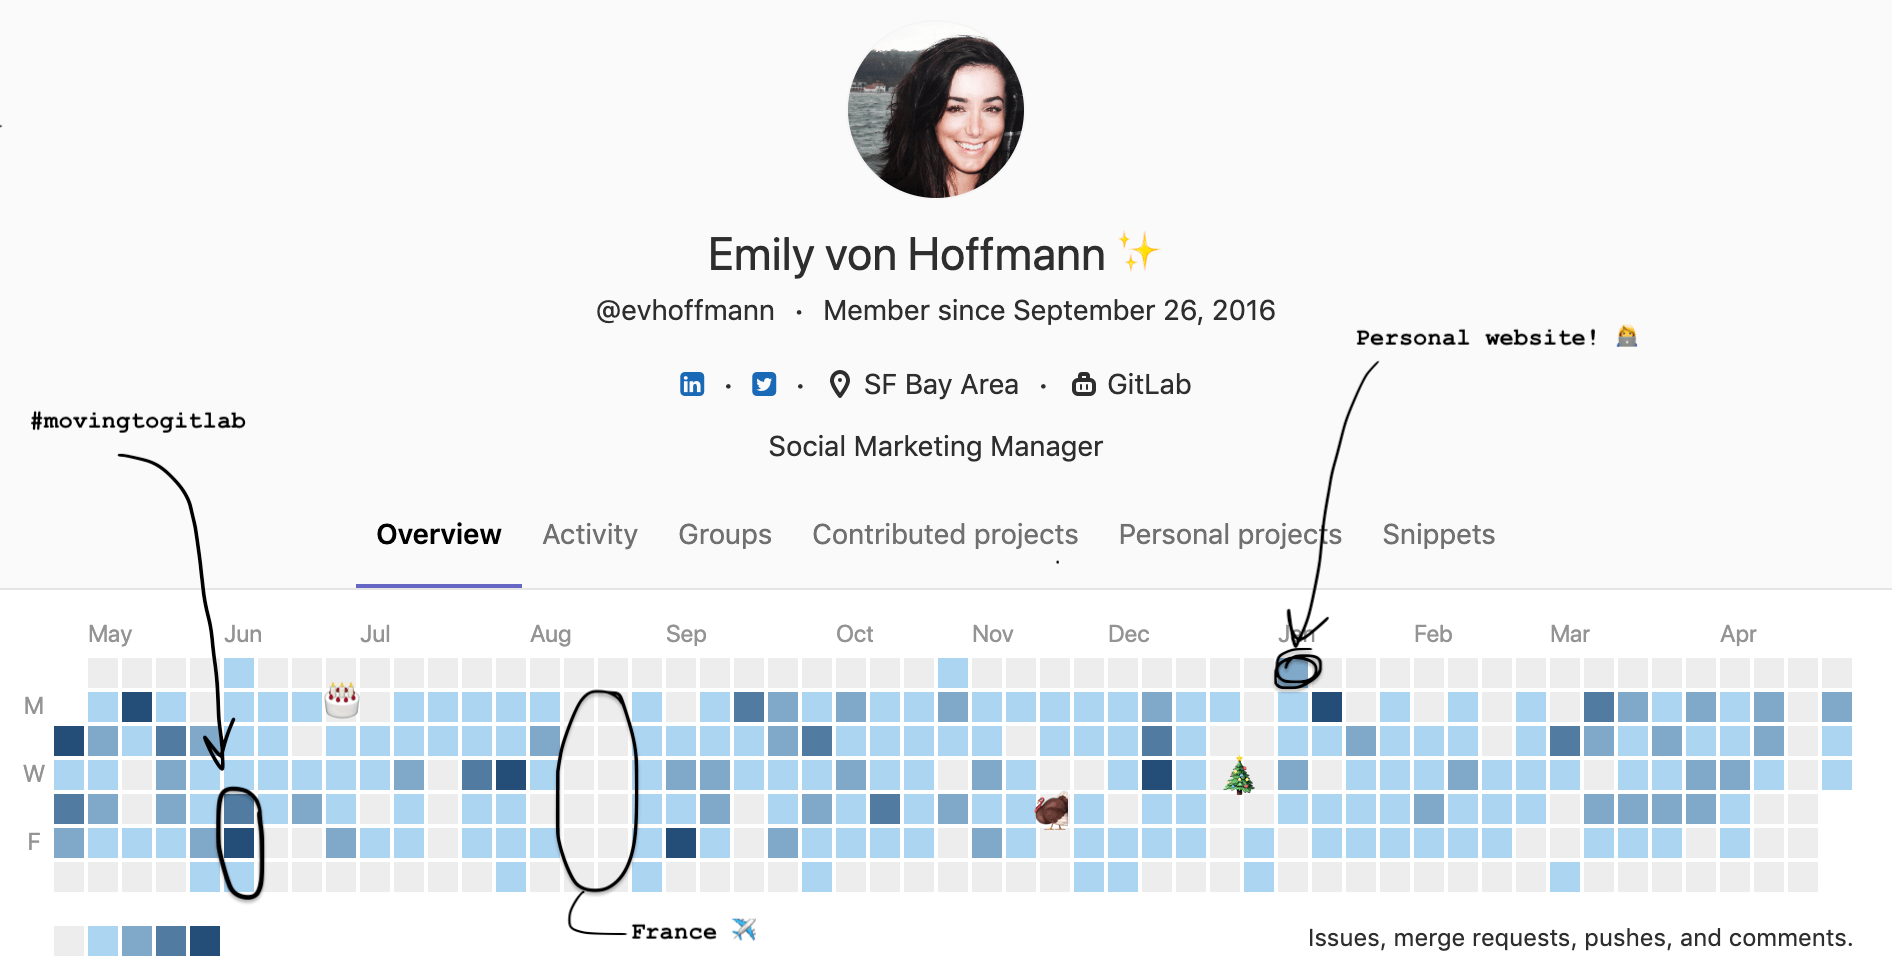 Emily von Hoffmann ✨
@evhoffmann · Member since September 26, 2016
Personal website!
in · · SF Bay Area · GitLab
#movingtogitlab
Social Marketing Manager
Overview Activity Groups Contributed projects Personal projects Snippets
May Jun Jul Aug Sep Oct Nov Dec Jan Feb Mar Apr
M
W
F
France
Issues, merge requests, pushes, and comments.